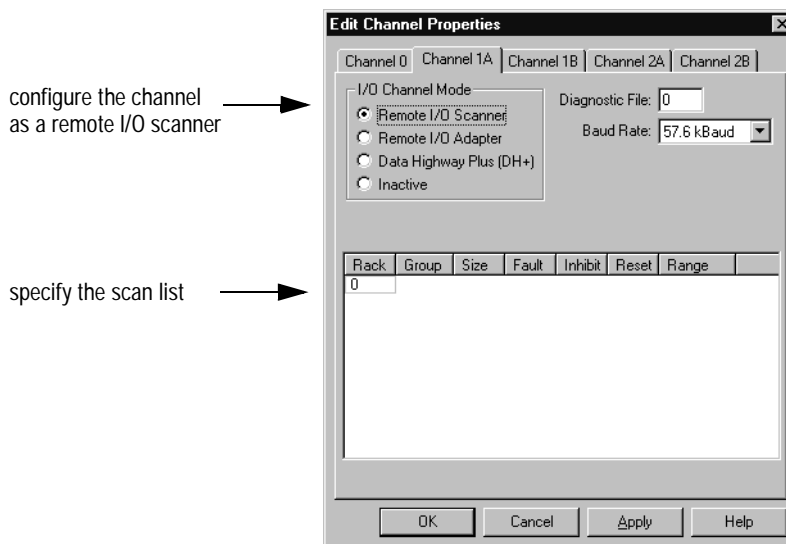 Edit Channel Properties
Channel 0 Channel 1A Channel 1B Channel 2A Channel 2B
configure the channel
as a remote I/O scanner
I/O Channel Mode
Remote I/O Scanner
Remote I/O Adapter
Data Highway Plus (DH+)
Inactive
Diagnostic File: 0
Baud Rate: 57.6 kBaud
specify the scan list
Rack Group Size Fault Inhibit Reset Range
0
OK Cancel Apply Help